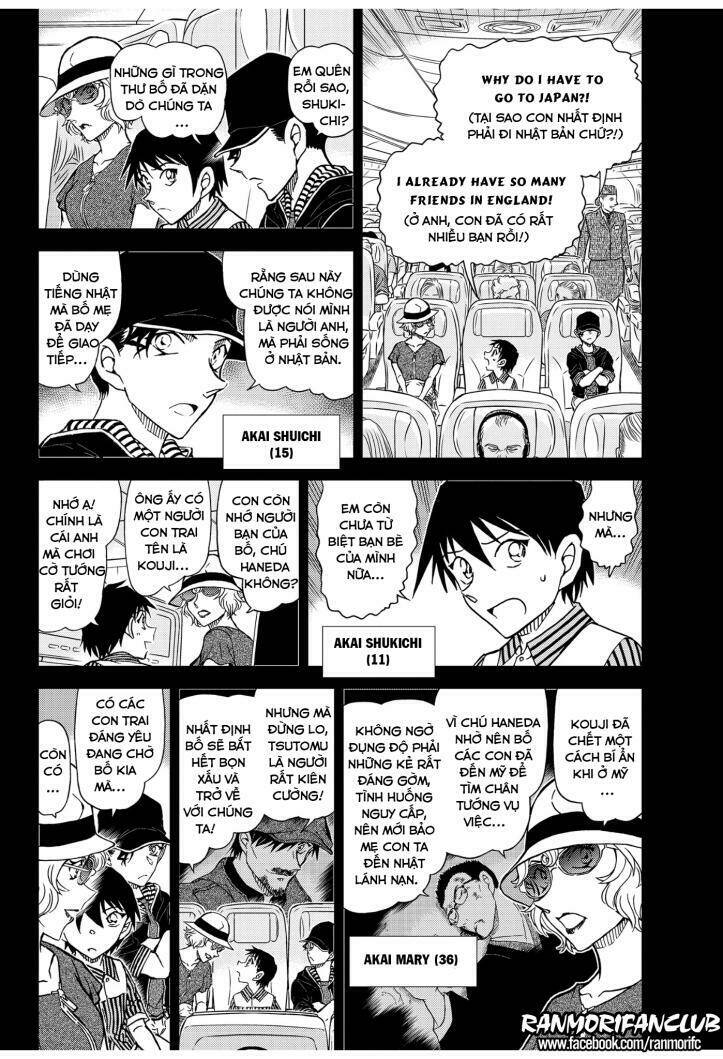 WHY DO I HAVE TO
GO TO JAPAN?!
(TẠI SAO CON NHẤT ĐỊNH
PHẢI ĐI NHẬT BẢN CHỨ?!)
I ALREADY HAVE SO MANY
FRIENDS IN ENGLAND!
(Ở ANH, CON ĐÃ CÓ RẤT
NHIỀU BẠN RỒI!)
EM QUÊN
RỒI SAO,
SHUKI-
CHI?
NHỮNG GÌ TRONG
THƯ BỐ ĐÃ DẶN
DÒ CHÚNG TA
...
RẰNG SAU NÀY
CHÚNG TA KHÔNG
ĐƯỢC NÓI MÌNH
LÀ NGƯỜI ANH,
MÀ PHẢI SỐNG
Ở NHẬT BẢN.
DÙNG
TIẾNG NHẬT
MÀ BỐ MẸ
ĐÃ DẠY
ĐỂ GIAO
TIẾP...
AKAI SHUICHI
(15)
NHƯNG
MÀ...
EM CÒN
CHƯA TỪ
BIỆT BẠN BÈ
CỦA MÌNH
NỮA...
AKAI SHUKICHI
(11)
CON CÒN
NHỚ NGƯỜI
BẠN CỦA
BỐ, CHÚ
HANEDA
KHÔNG?
ÔNG ẤY CÓ
MỘT NGƯỜI
CON TRAI
TÊN LÀ
KOUJI...
NHỚ Ạ!
CHÍNH LÀ
CÁI ANH
MÀ CHƠI
CỜ TƯỚNG
RẤT
GIỎI!
KOUJI ĐÃ
CHẾT MỘT
CÁCH BÍ ẨN
KHI Ở MỸ
...
VÌ CHÚ HANEDA
NHỜ NÊN BỐ
CÁC CON ĐÃ
ĐẾN MỸ ĐỂ
TÌM CHÂN
TƯỚNG VỤ
VIỆC...
KHÔNG NGỜ
ĐỤNG ĐỘ PHẢI
NHỮNG KẺ RẤT
ĐÁNG GỜM,
TÌNH HUỐNG
NGUY CẤP,
NÊN MỚI BẢO
MẸ CON TA
ĐẾN NHẬT
LÁNH NẠN.
AKAI MARY (36)
NHƯNG MÀ
ĐỪNG LO,
TSUTOMU
LÀ NGƯỜI
RẤT KIÊN
CƯỜNG!
NHẤT ĐỊNH
BỐ SẼ BẮT
HẾT BỌN
XẤU VÀ
TRỞ VỀ
VỚI CHÚNG
TA!
CÓ CÁC
CON TRAI
ĐÁNG YÊU
ĐANG CHỜ
BỐ KIA
MÀ...
CÒN
CÓ ...
RANMORIFANCLUB
www.facebook.com/ranmorifc